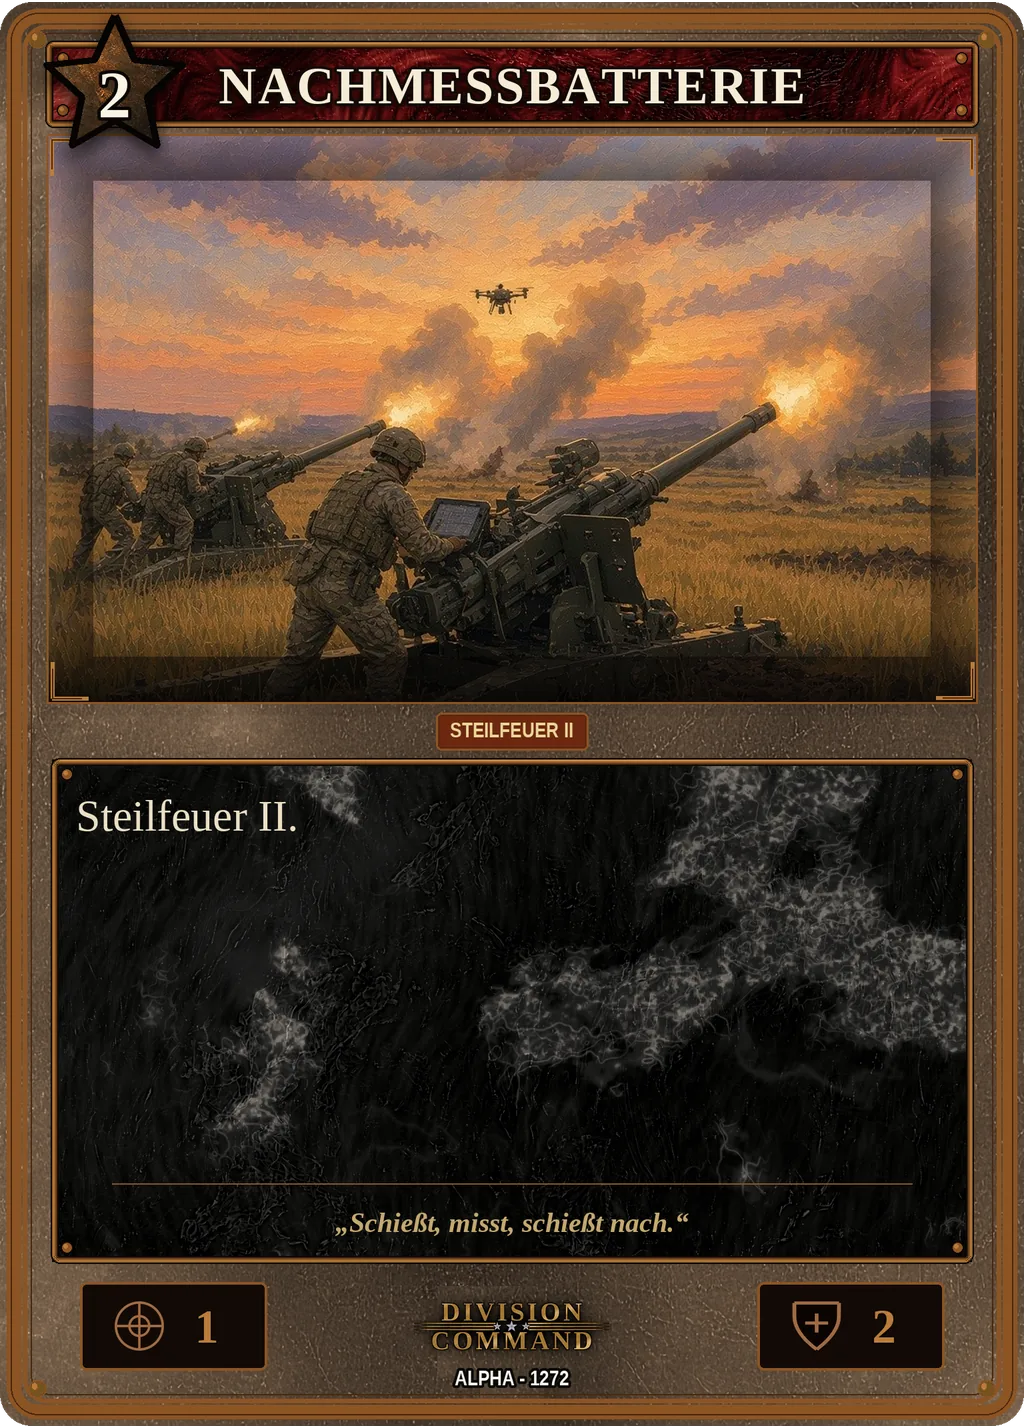 2
NACHMESSBATTERIE
STEILFEUER II
Steilfeuer II.
„Schießt, misst, schießt nach.“
1
DIVISION
COMMAND
2
ALPHA - 1272